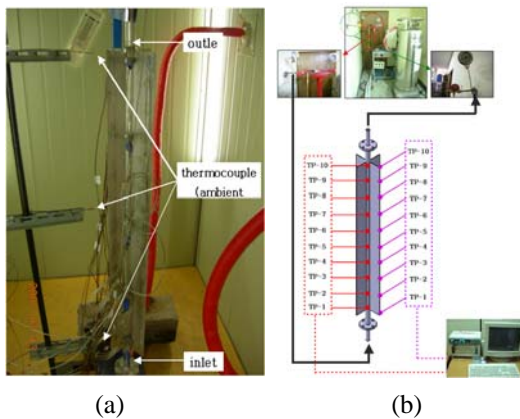 outle
thermocouple
(ambient
inlet
TP-10
TP-9
TP-8
TP-7
TP-6
TP-5
TP-4
TP-3
TP-2
TP-1
TP-10
TP-9
TP-8
TP-7
TP-6
TP-5
TP-4
TP-3
TP-2
TP-1
(a)
(b)